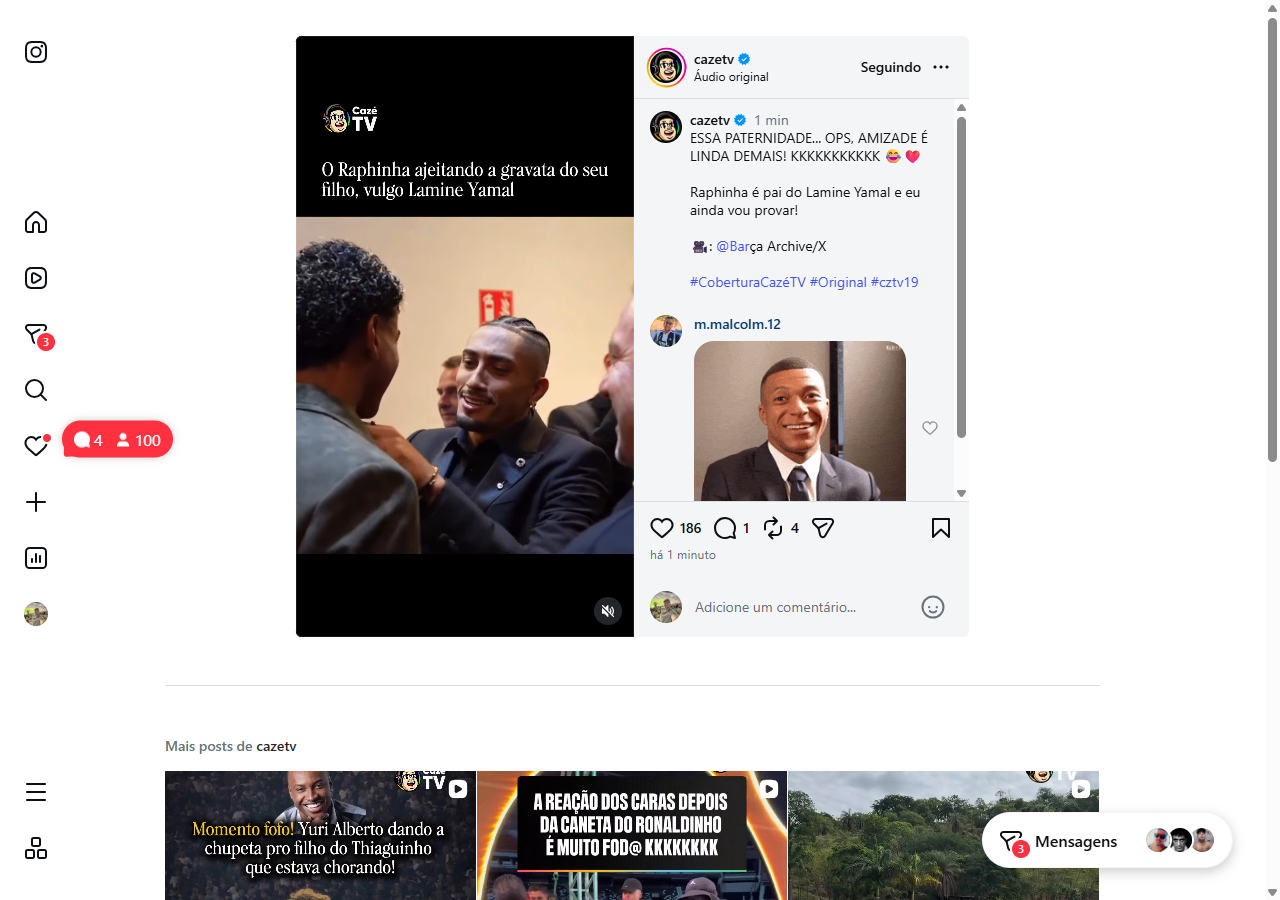 Cazé
TV
O Raphinha ajeitando a gravata do seu
filho, vulgo Lamine Yamal
cazetv
Áudio original
Seguindo
cazetv 1 min
ESSA PATERNIDADE... OPS, AMIZADE É
LINDA DEMAIS! KKKKKKKKKKK 😂 ❤️
Raphinha é pai do Lamine Yamal e eu
ainda vou provar!
🎥: @Barça Archive/X
#CoberturaCazéTV #Original #cztv19
m.malcolm.12
3
4 100
186 1 4
há 1 minuto
Adicione um comentário...
Mais posts de cazetv
TV
Momento fofo! Yuri Alberto dando a
chupeta pro filho do Thiaguinho
que estava chorando!
A REAÇÃO DOS CARAS DEPOIS
DA CANETA DO RONALDINHO
É MUITO FOD@ KKKKKKKK
3
Mensagens